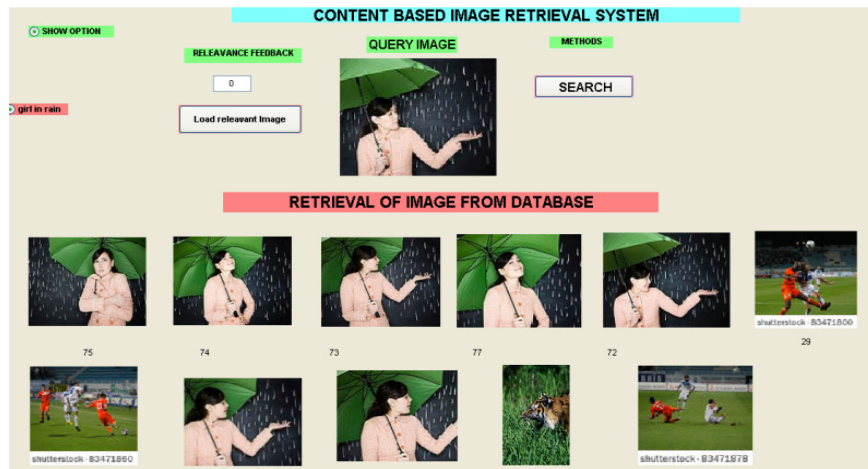 CONTENT BASED IMAGE RETRIEVAL SYSTEM
SHOW OPTION
RELEAVANCE FEEDBACK
QUERY IMAGE
METHODS
0
SEARCH
girl in rain
Load releavant Image
RETRIEVAL OF IMAGE FROM DATABASE
shutterstock · 83471800
75
74
73
77
72
29
shutterstock · 83471860
shutterstock · 83471878